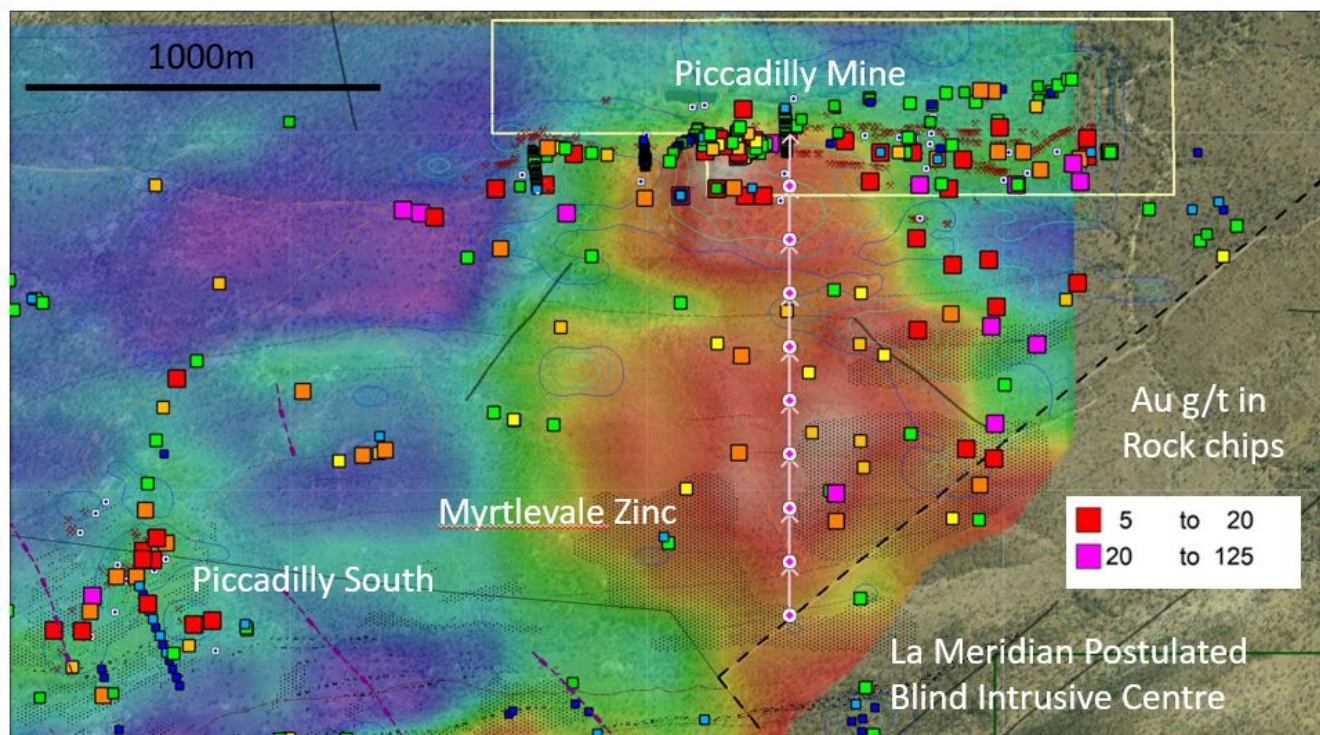 1000m
Piccadilly Mine
Au g/t in
Rock chips
Myrtlevale Zinc
5 to 20
20 to 125
Piccadilly South
La Meridian Postulated
Blind Intrusive Centre